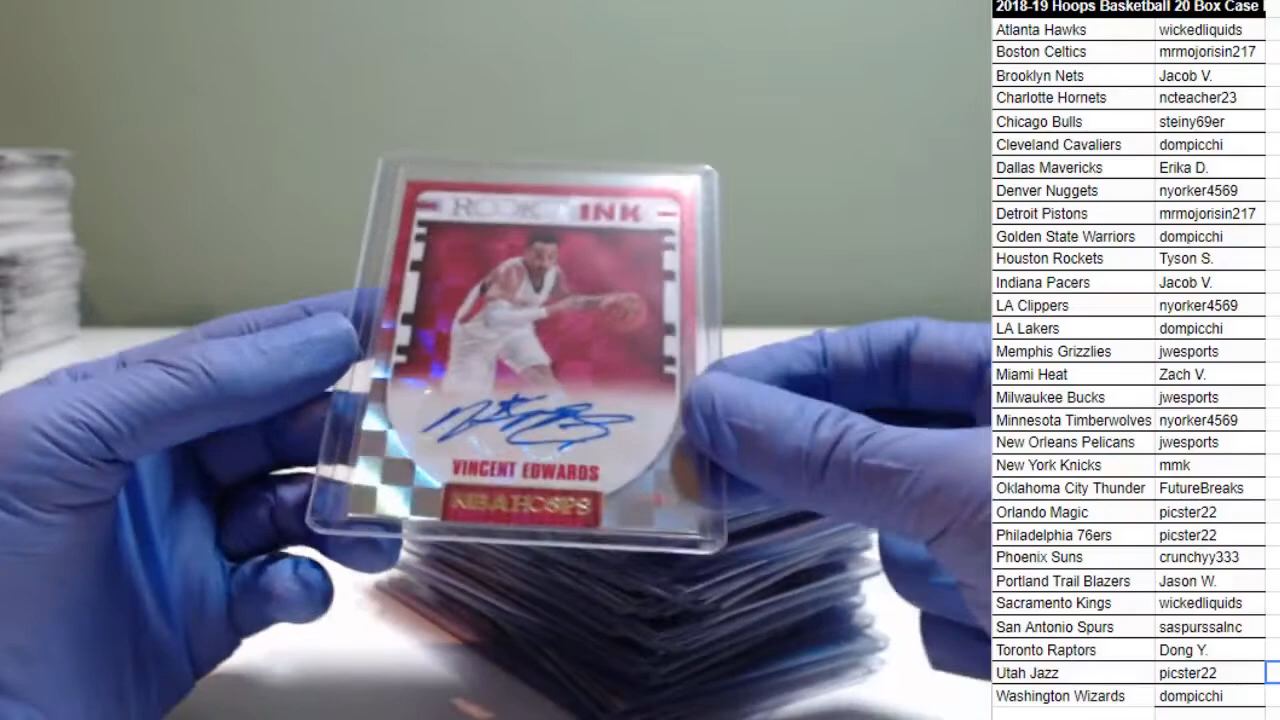 2018-19 Hoops Basketball 20 Box Case
Atlanta Hawks wickedliquids
Boston Celtics mrmojorisin217
Brooklyn Nets Jacob V.
Charlotte Hornets ncteacher23
Chicago Bulls steiny69er
Cleveland Cavaliers dompicchi
Dallas Mavericks Erika D.
Denver Nuggets nyorker4569
Detroit Pistons mrmojorisin217
Golden State Warriors dompicchi
Houston Rockets Tyson S.
Indiana Pacers Jacob V.
LA Clippers nyorker4569
LA Lakers dompicchi
Memphis Grizzlies jwesports
Miami Heat Zach V.
Milwaukee Bucks jwesports
Minnesota Timberwolves nyorker4569
New Orleans Pelicans jwesports
New York Knicks mmk
Oklahoma City Thunder FutureBreaks
Orlando Magic picster22
Philadelphia 76ers picster22
Phoenix Suns crunchyy333
Portland Trail Blazers Jason W.
Sacramento Kings wickedliquids
San Antonio Spurs saspurssalnc
Toronto Raptors Dong Y.
Utah Jazz picster22
Washington Wizards dompicchi
INK
VINCENT EDWARDS
NBA HOOPS